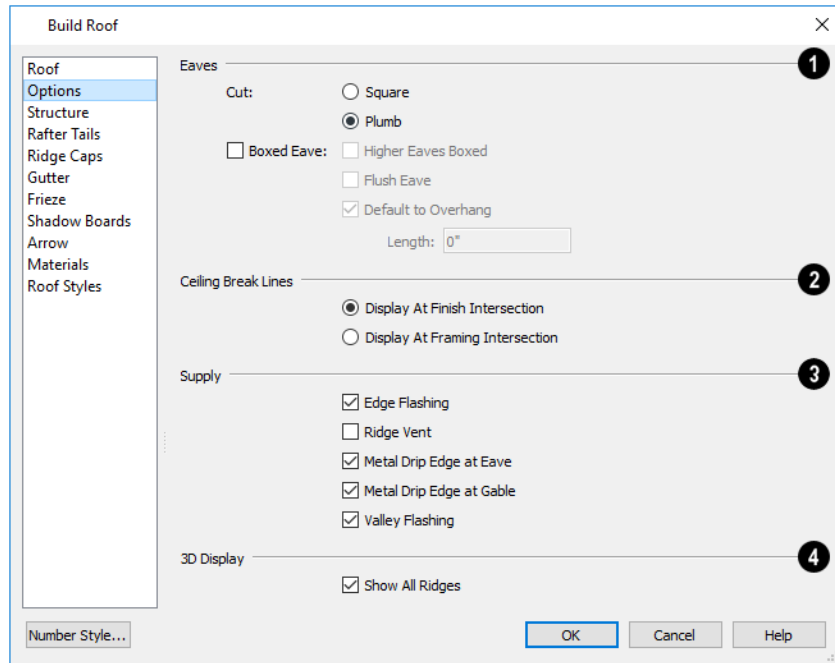 Build Roof
Roof
Options
Structure
Rafter Tails
Ridge Caps
Gutter
Frieze
Shadow Boards
Arrow
Materials
Roof Styles
Number Style...
Eaves
1
Cut:
Square
Plumb
Boxed Eave:
Higher Eaves Boxed
Flush Eave
Default to Overhang
Length: 0"
Ceiling Break Lines
2
Display At Finish Intersection
Display At Framing Intersection
Supply
3
Edge Flashing
Ridge Vent
Metal Drip Edge at Eave
Metal Drip Edge at Gable
Valley Flashing
3D Display
4
Show All Ridges
OK
Cancel
Help